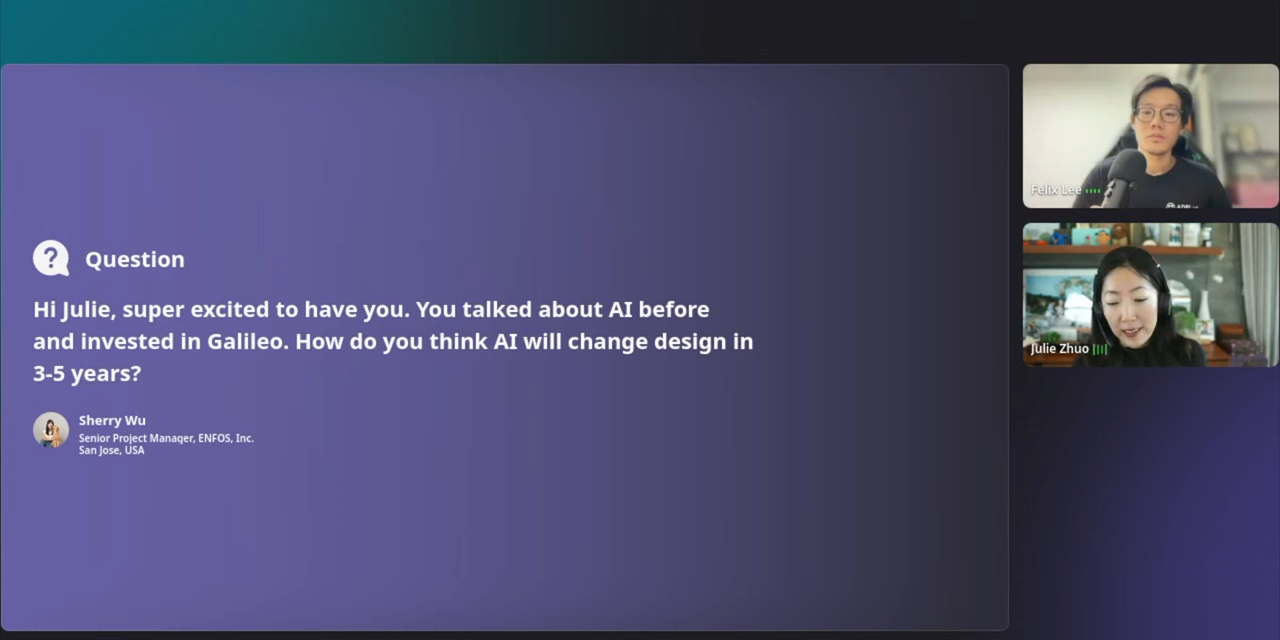 Question
Hi Julie, super excited to have you. You talked about AI before
and invested in Galileo. How do you think AI will change design in
3-5 years?
Sherry Wu
Senior Project Manager, ENFOS, Inc.
San Jose, USA
Felix Lee
Julie Zhuo